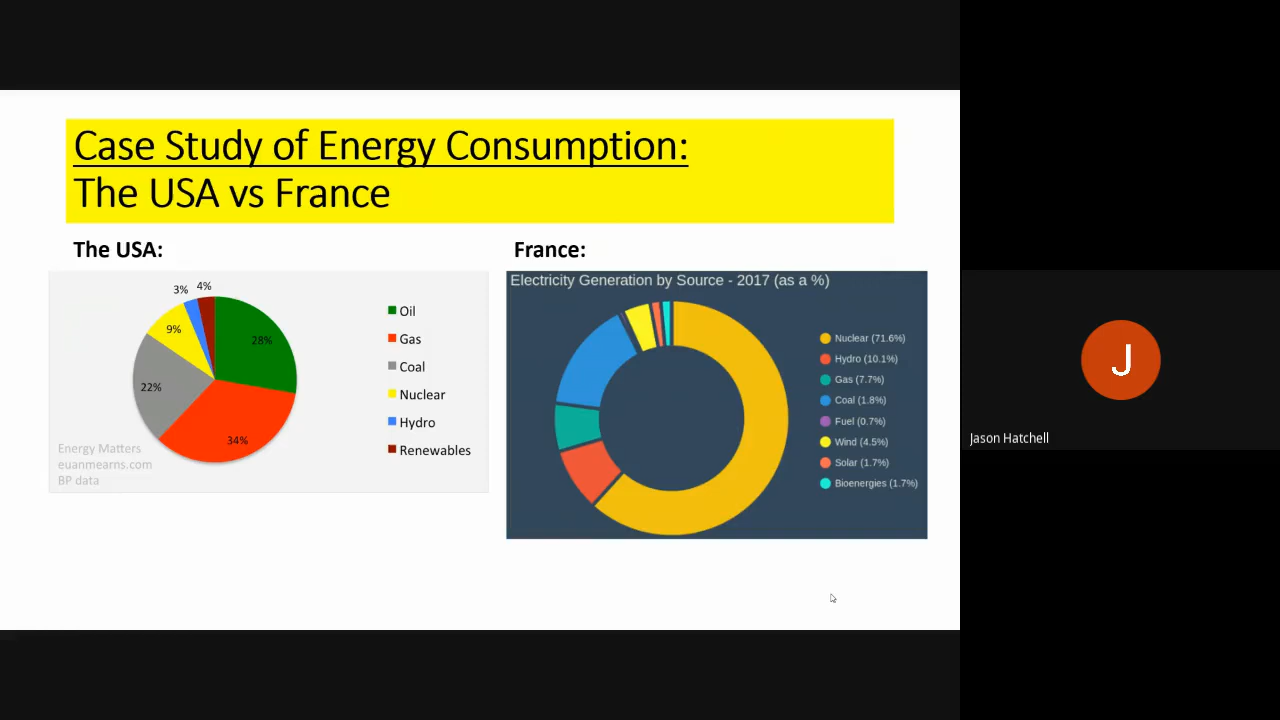 Case Study of Energy Consumption:
The USA vs France
The USA:
3%
4%
28%
9%
22%
34%
Oil
Gas
Coal
Nuclear
Hydro
Renewables
Energy Matters
euanmearns.com
BP data
France:
Electricity Generation by Source - 2017 (as a %)
Nuclear (71.6%)
Hydro (10.1%)
Gas (7.7%)
Coal (1.8%)
Fuel (0.7%)
Wind (4.5%)
Solar (1.7%)
Bioenergies (1.7%)
J
Jason Hatchell